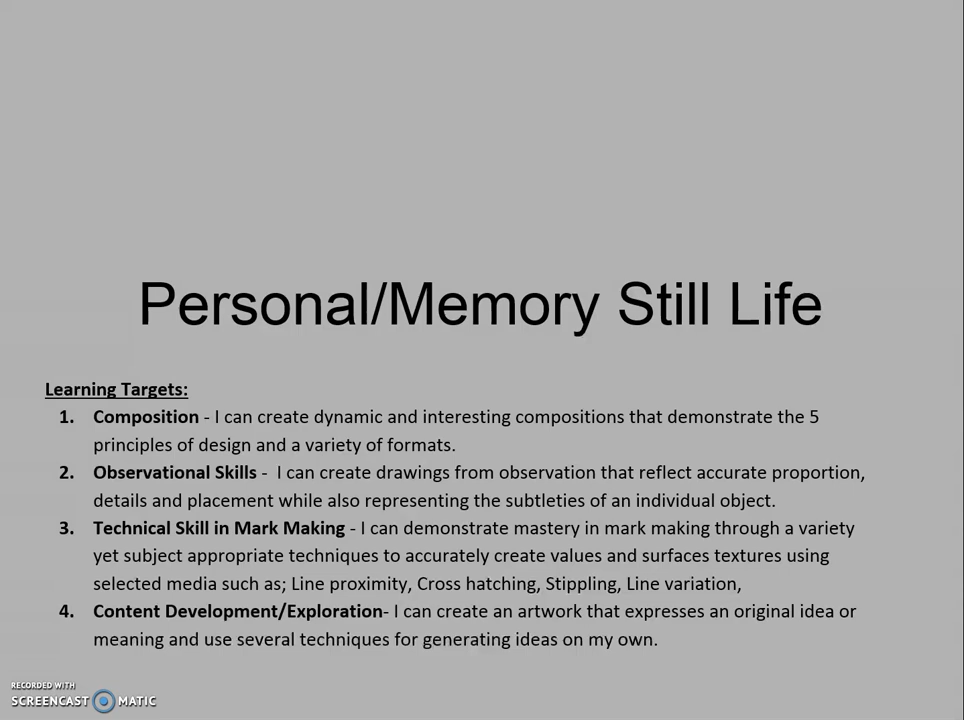 Personal/Memory Still Life
Learning Targets:
1. Composition - I can create dynamic and interesting compositions that demonstrate the 5
principles of design and a variety of formats.
2. Observational Skills - I can create drawings from observation that reflect accurate proportion,
details and placement while also representing the subtleties of an individual object.
3. Technical Skill in Mark Making - I can demonstrate mastery in mark making through a variety
yet subject appropriate techniques to accurately create values and surfaces textures using
selected media such as; Line proximity, Cross hatching, Stippling, Line variation,
4. Content Development/Exploration- I can create an artwork that expresses an original idea or
meaning and use several techniques for generating ideas on my own.
RECORDED WITH
SCREENCAST MATIC